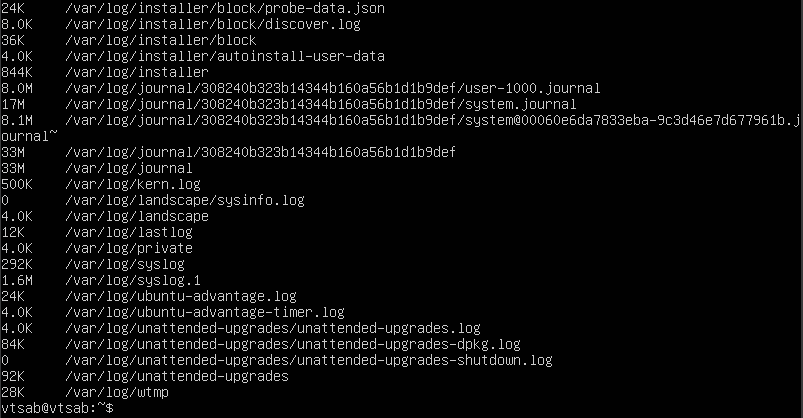 24K     /var/log/installer/block/probe-data.json
8.0K    /var/log/installer/block/discover.log
36K     /var/log/installer/block
4.0K    /var/log/installer/autoinstall-user-data
844K    /var/log/installer
8.0M    /var/log/journal/308240b323b14344b160a56b1d1b9def/user-1000.journal
17M     /var/log/journal/308240b323b14344b160a56b1d1b9def/system.journal
8.1M    /var/log/journal/308240b323b14344b160a56b1d1b9def/system@00060e6da7833eba-9c3d46e7d677961b.j
ournal~
33M     /var/log/journal/308240b323b14344b160a56b1d1b9def
33M     /var/log/journal
500K    /var/log/kern.log
0       /var/log/landscape/sysinfo.log
4.0K    /var/log/landscape
12K     /var/log/lastlog
4.0K    /var/log/private
292K    /var/log/syslog
1.6M    /var/log/syslog.1
24K     /var/log/ubuntu-advantage.log
4.0K    /var/log/ubuntu-advantage-timer.log
4.0K    /var/log/unattended-upgrades/unattended-upgrades.log
84K     /var/log/unattended-upgrades/unattended-upgrades-dpkg.log
0       /var/log/unattended-upgrades/unattended-upgrades-shutdown.log
92K     /var/log/unattended-upgrades
28K     /var/log/wtmp
vtsab@vtsab:~$